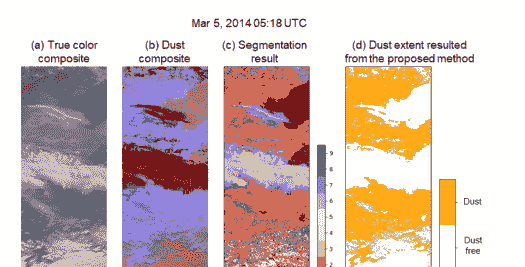 Mar 5, 2014 05:18 UTC
(a) True color
composite
(b) Dust
composite
(c) Segmentation
result
(d) Dust extent resulted
from the proposed method
9
8
7
6
5
4
3
2
Dust
Dust
free